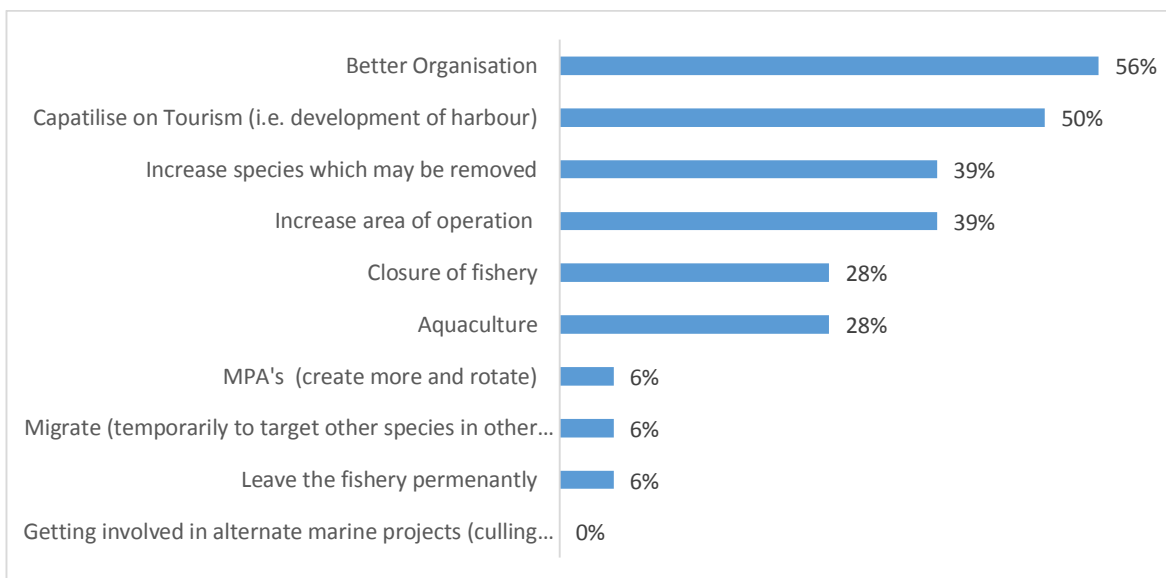 Better Organisation 56%
Capatilise on Tourism (i.e. development of harbour) 50%
Increase species which may be removed 39%
Increase area of operation 39%
Closure of fishery 28%
Aquaculture 28%
MPA's (create more and rotate) 6%
Migrate (temporarily to target other species in other... 6%
Leave the fishery permenantly 6%
Getting involved in alternate marine projects (culling... 0%